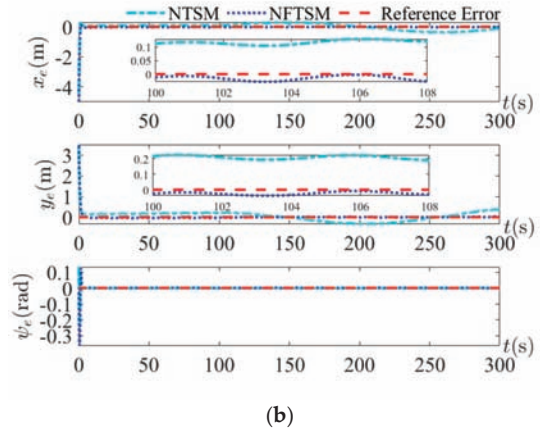 NTSM NFTSM Reference Error
x_e(m)
0
-2
-4
0.1
0.05
0
100 102 104 106 108
t(s)
0 50 100 150 200 250 300
y_e(m)
3
2
1
0
0.2
0.1
0
100 102 104 106 108
t(s)
0 50 100 150 200 250 300
ψ_e(rad)
0.1
0
-0.1
-0.2
-0.3
t(s)
0 50 100 150 200 250 300
(b)